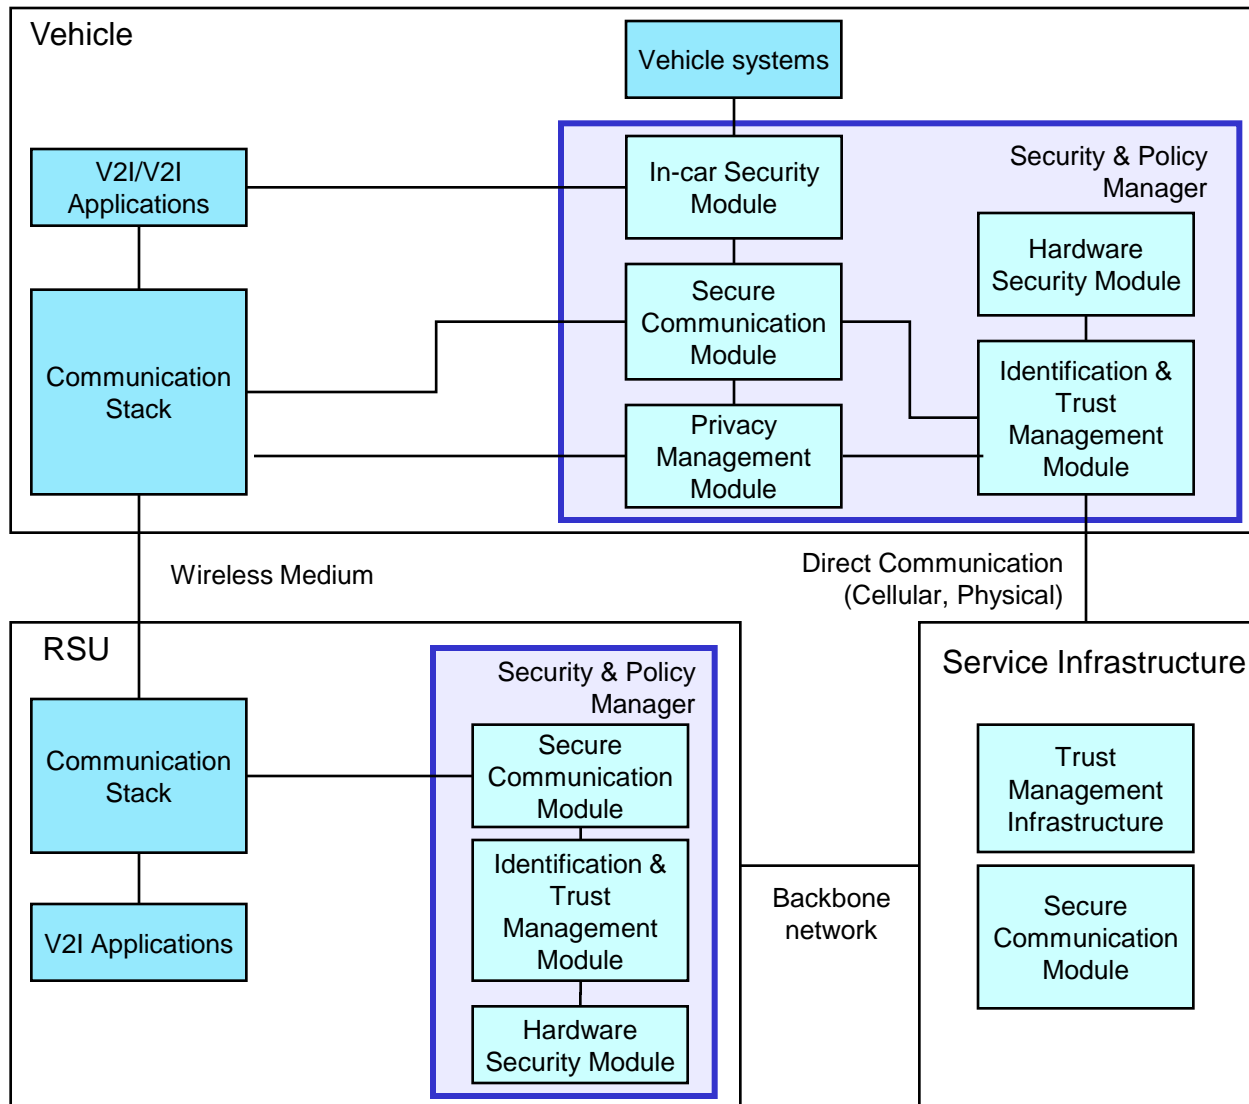 Vehicle
Vehicle systems
V2I/V2I
Applications
In-car Security
Module
Security & Policy
Manager
Hardware
Security Module
Secure
Communication
Module
Communication
Stack
Identification &
Trust
Management
Module
Privacy
Management
Module
Wireless Medium
Direct Communication
(Cellular, Physical)
RSU
Security & Policy
Manager
Communication
Stack
Secure
Communication
Module
Identification &
Trust
Management
Module
V2I Applications
Hardware
Security Module
Backbone
network
Service Infrastructure
Trust
Management
Infrastructure
Secure
Communication
Module